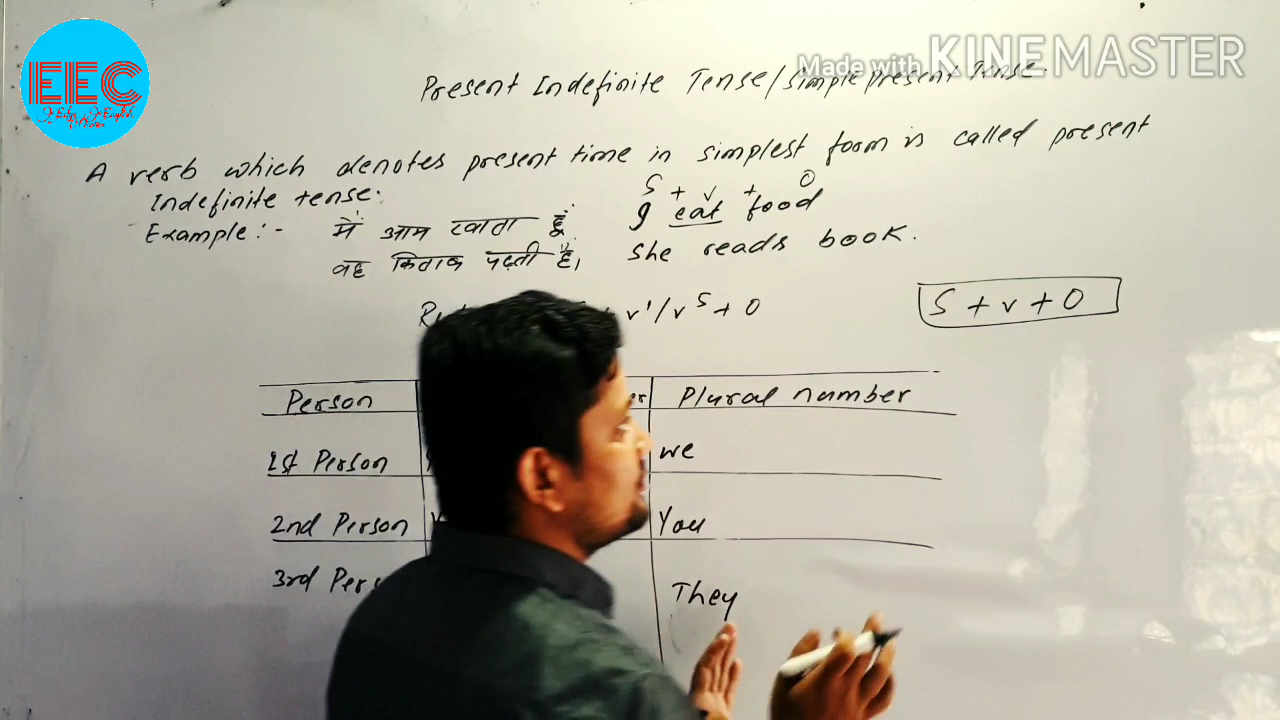 EEC
Made with KINEMASTER
Present Indefinite Tense/Simple present Tense.
A verb which denotes present time in simplest form is called present
Indefinite tense.
S + V + O
Example:- में आम खाता हूँ. I eat food
वह किताब पढ़ती है। She reads book.
v¹/v⁵ + O
S + V + O
Person Plural number
1st Person we
2nd Person You
3rd They